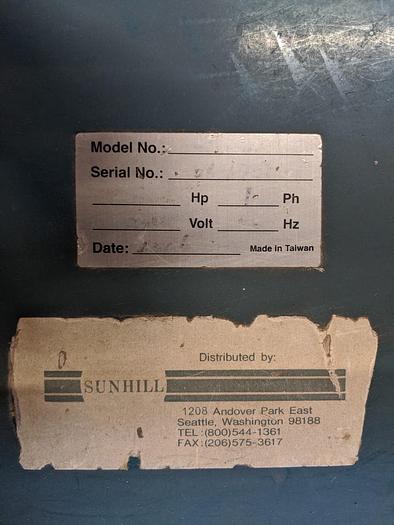 Model No.:
Serial No.:
Hp Ph
Volt Hz
Date: Made in Taiwan
Distributed by:
SUNHILL
1208 Andover Park East
Seattle, Washington 98188
TEL:(800)544-1361
FAX:(206)575-3617